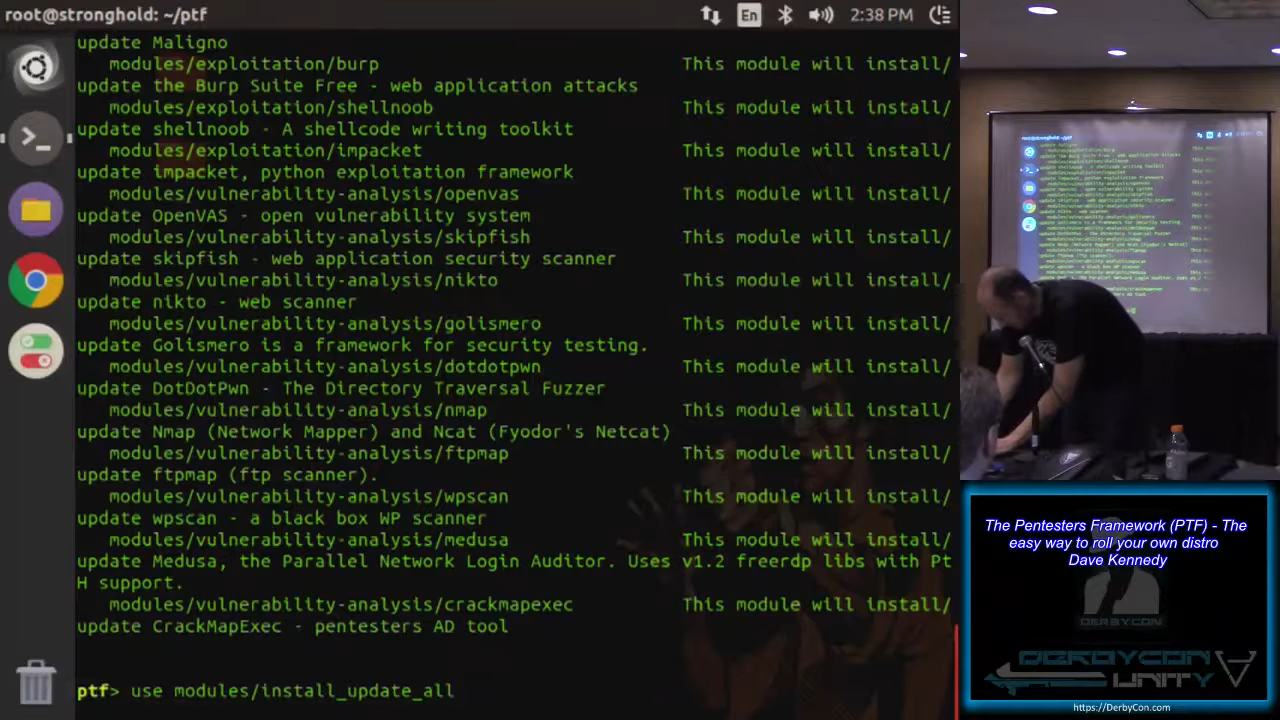 root@stronghold: ~/ptf
En
2:38 PM
update Maligno
modules/exploitation/burp This module will install/
update the Burp Suite Free - web application attacks
modules/exploitation/shellnoob This module will install/
update shellnoob - A shellcode writing toolkit
modules/exploitation/impacket This module will install/
update impacket, python exploitation framework
modules/vulnerability-analysis/openvas This module will install/
update OpenVAS - open vulnerability system
modules/vulnerability-analysis/skipfish This module will install/
update skipfish - web application security scanner
modules/vulnerability-analysis/nikto This module will install/
update nikto - web scanner
modules/vulnerability-analysis/golismero This module will install/
update Golismero is a framework for security testing.
modules/vulnerability-analysis/dotdotpwn This module will install/
update DotDotPwn - The Directory Traversal Fuzzer
modules/vulnerability-analysis/nmap This module will install/
update Nmap (Network Mapper) and Ncat (Fyodor's Netcat)
modules/vulnerability-analysis/ftpmap This module will install/
update ftpmap (ftp scanner).
modules/vulnerability-analysis/wpscan This module will install/
update wpscan - a black box WP scanner
modules/vulnerability-analysis/medusa This module will install/
update Medusa, the Parallel Network Login Auditor. Uses v1.2 freerdp libs with Pt
H support.
modules/vulnerability-analysis/crackmapexec This module will install/
update CrackMapExec - pentesters AD tool
ptf> use modules/install_update_all
The Pentesters Framework (PTF) - The
easy way to roll your own distro
Dave Kennedy
DERBYCON
DERBYCON
UNITY
https://DerbyCon.com